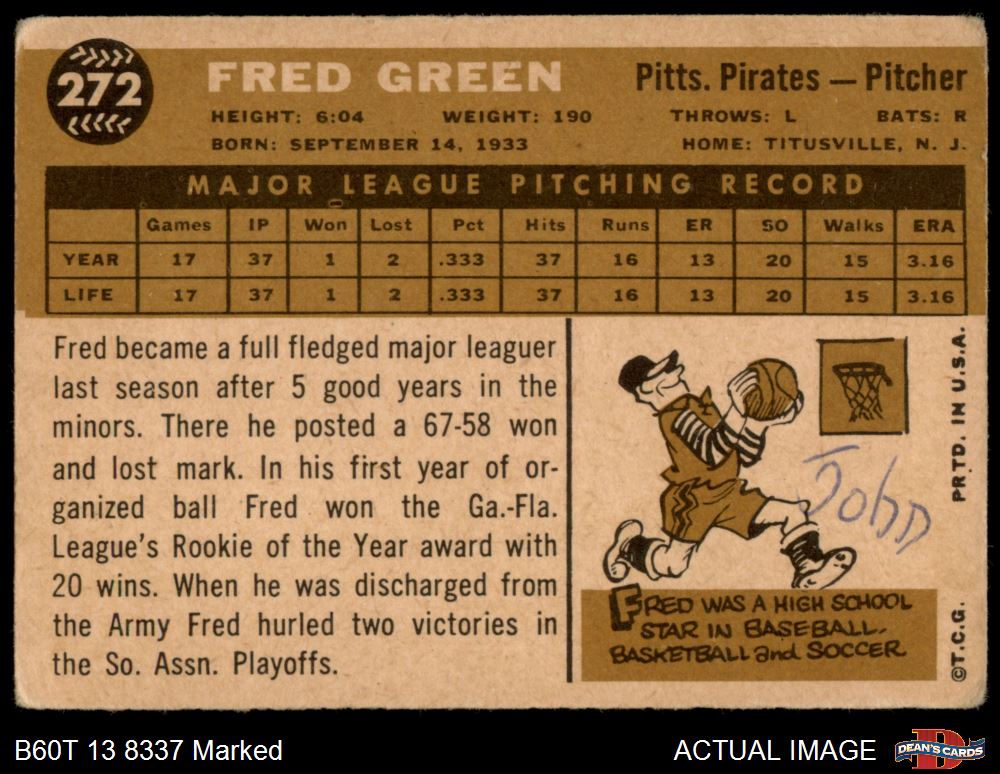 272
FRED GREEN
Pitts. Pirates — Pitcher
HEIGHT: 6:04 WEIGHT: 190 THROWS: L BATS: R
BORN: SEPTEMBER 14, 1933 HOME: TITUSVILLE, N. J.
MAJOR LEAGUE PITCHING RECORD
Games IP Won Lost Pct Hits Runs ER SO Walks ERA
YEAR 17 37 1 2 .333 37 16 13 20 15 3.16
LIFE 17 37 1 2 .333 37 16 13 20 15 3.16
Fred became a full fledged major leaguer
last season after 5 good years in the
minors. There he posted a 67-58 won
and lost mark. In his first year of or-
ganized ball Fred won the Ga.-Fla.
League's Rookie of the Year award with
20 wins. When he was discharged from
the Army Fred hurled two victories in
the So. Assn. Playoffs.
John
FRED WAS A HIGH SCHOOL
STAR IN BASEBALL,
BASKETBALL and SOCCER.
PRTD. IN U.S.A.
©T.C.G.
B60T 13 8337 Marked
ACTUAL IMAGE
D
DEAN'S CARDS